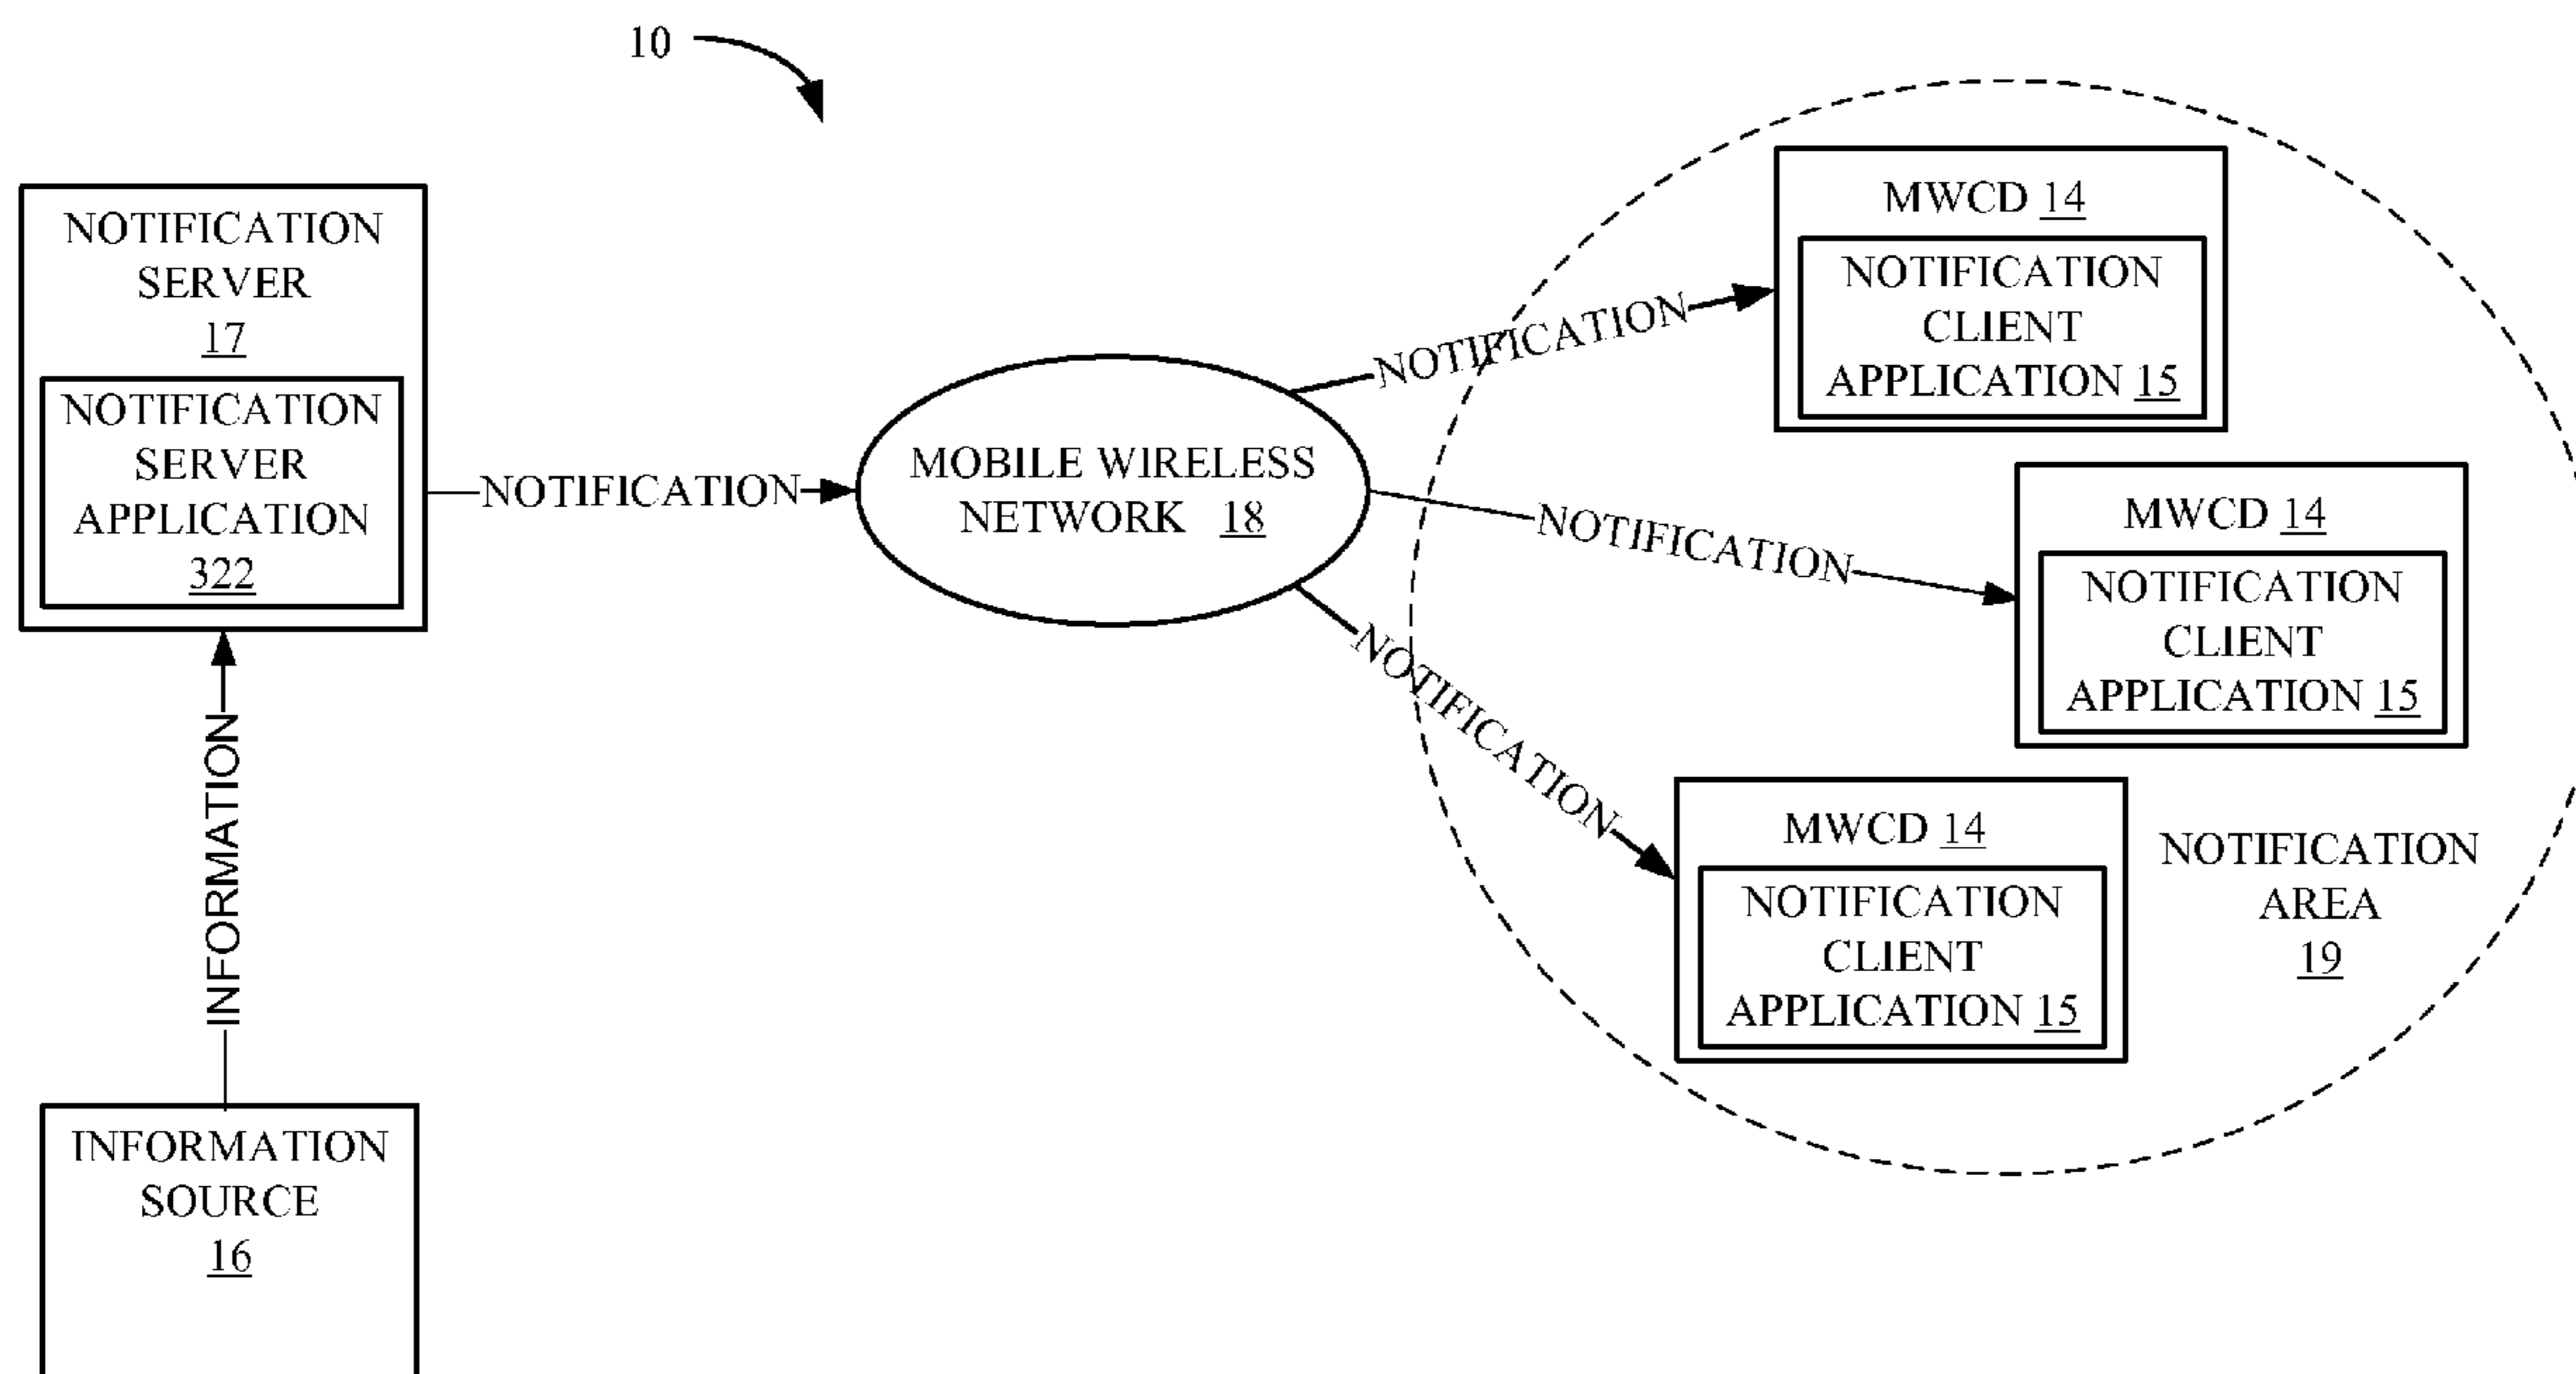 10
NOTIFICATION
SERVER
17
NOTIFICATION
SERVER
APPLICATION
322
INFORMATION
INFORMATION
SOURCE
16
NOTIFICATION
MOBILE WIRELESS
NETWORK 18
NOTIFICATION
NOTIFICATION
NOTIFICATION
MWCD 14
NOTIFICATION
CLIENT
APPLICATION 15
MWCD 14
NOTIFICATION
CLIENT
APPLICATION 15
MWCD 14
NOTIFICATION
CLIENT
APPLICATION 15
NOTIFICATION
AREA
19